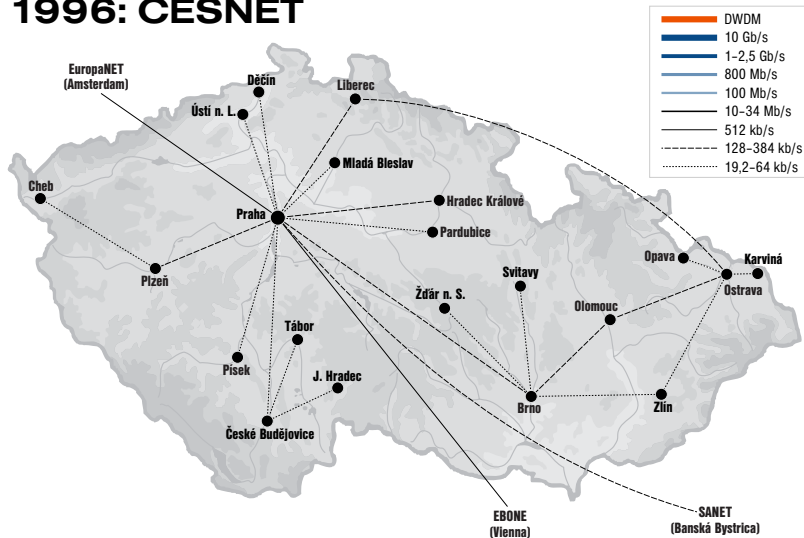 1996: CESNET
DWDM
10 Gb/s
1–2,5 Gb/s
800 Mb/s
100 Mb/s
10–34 Mb/s
512 kb/s
128–384 kb/s
19,2–64 kb/s
EuropaNET
(Amsterdam)
Děčín
Liberec
Ústí n. L.
Mladá Bleslav
Cheb
Hradec Králové
Praha
Pardubice
Opava
Karviná
Plzeň
Svitavy
Ostrava
Žďár n. S.
Olomouc
Tábor
Písek
J. Hradec
Brno
Zlín
České Budějovice
EBONE
(Vienna)
SANET
(Banská Bystrica)